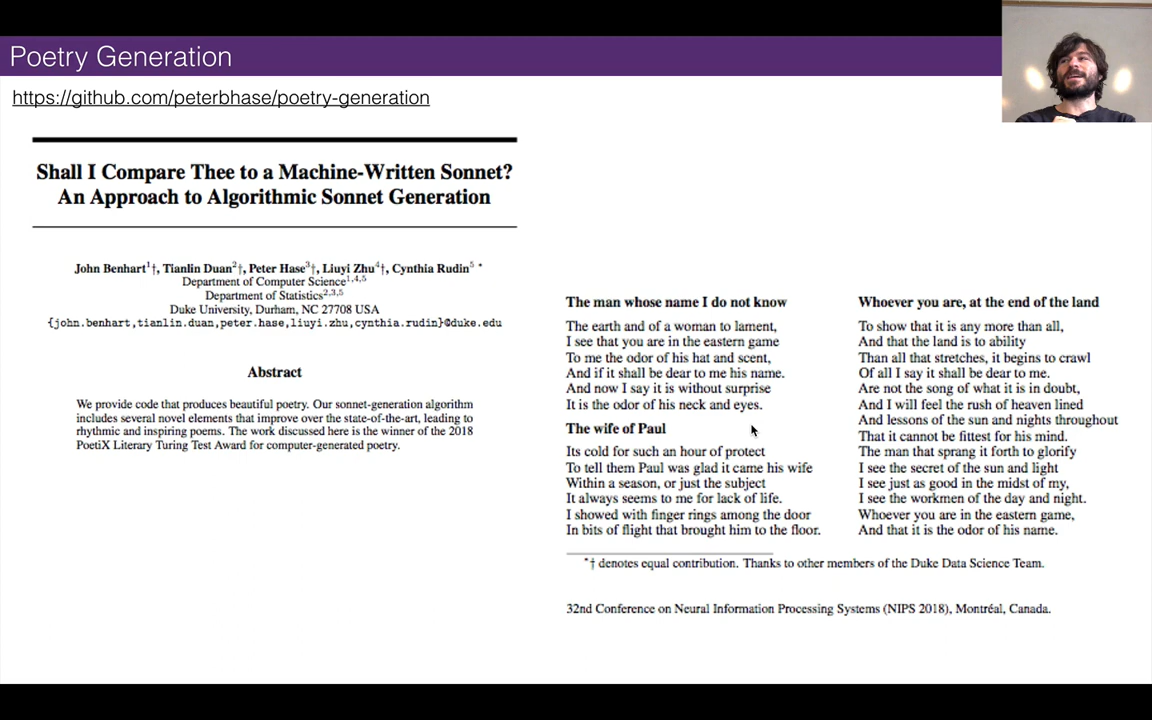 Poetry Generation
https://github.com/peterbhase/poetry-generation
Shall I Compare Thee to a Machine-Written Sonnet?
An Approach to Algorithmic Sonnet Generation
John Benhart¹†, Tianlin Duan²†, Peter Hase³†, Liuyi Zhu⁴†, Cynthia Rudin⁵ *
Department of Computer Science¹,⁴,⁵
Department of Statistics²,³,⁵
Duke University, Durham, NC 27708 USA
{john.benhart,tianlin.duan,peter.hase,liuyi.zhu,cynthia.rudin}@duke.edu
Abstract
We provide code that produces beautiful poetry. Our sonnet-generation algorithm
includes several novel elements that improve over the state-of-the-art, leading to
rhythmic and inspiring poems. The work discussed here is the winner of the 2018
PoetiX Literary Turing Test Award for computer-generated poetry.
The man whose name I do not know
The earth and of a woman to lament,
I see that you are in the eastern game
To me the odor of his hat and scent,
And if it shall be dear to me his name.
And now I say it is without surprise
It is the odor of his neck and eyes.
The wife of Paul
Its cold for such an hour of protect
To tell them Paul was glad it came his wife
Within a season, or just the subject
It always seems to me for lack of life.
I showed with finger rings among the door
In bits of flight that brought him to the floor.
Whoever you are, at the end of the land
To show that it is any more than all,
And that the land is to ability
Than all that stretches, it begins to crawl
Of all I say it shall be dear to me.
Are not the song of what it is in doubt,
And I will feel the rush of heaven lined
And lessons of the sun and nights throughout
That it cannot be fittest for his mind.
The man that sprang it forth to glorify
I see the secret of the sun and light
I see just as good in the midst of my,
I see the workmen of the day and night.
Whoever you are in the eastern game,
And that it is the odor of his name.
*† denotes equal contribution. Thanks to other members of the Duke Data Science Team.
32nd Conference on Neural Information Processing Systems (NIPS 2018), Montréal, Canada.